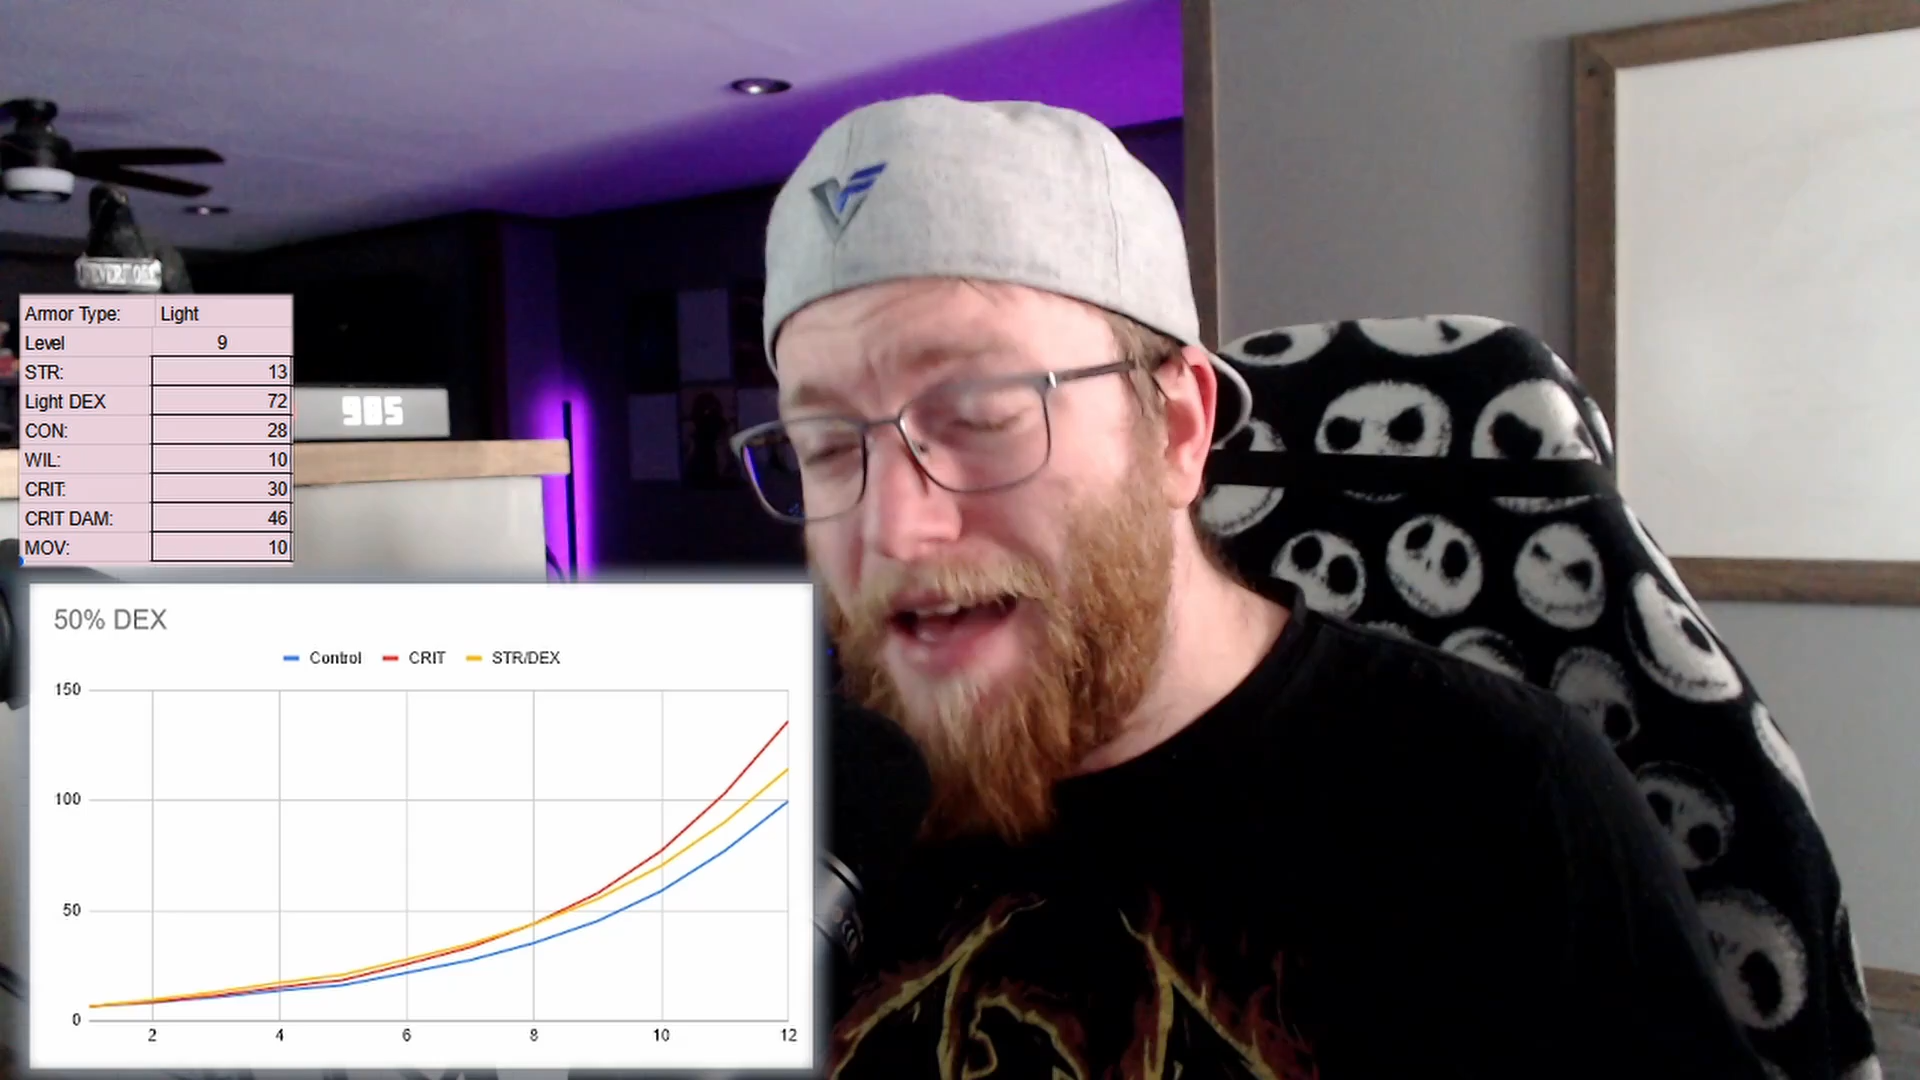 Armor Type: Light
Level 9
STR: 13
Light DEX 72
CON: 28
WIL: 10
CRIT: 30
CRIT DAM: 46
MOV: 10
985
50% DEX
Control CRIT STR/DEX
150
100
50
0
2 4 6 8 10 12